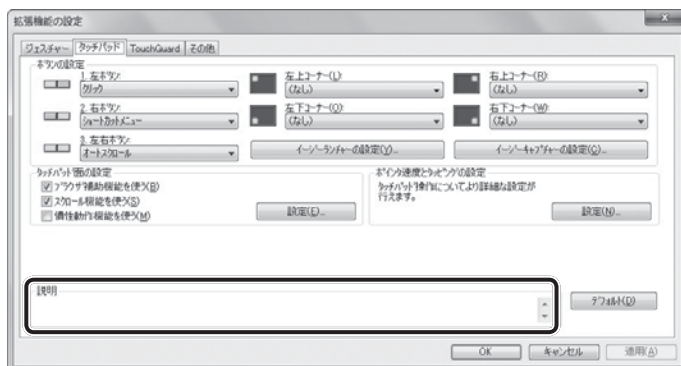 拡張機能の設定
ジェスチャー タッチパッド TouchGuard その他
ボタンの設定
1. 左ボタン
クリック
2. 右ボタン
ショートカットメニュー
3. 左右ボタン
オートスクロール
左上コーナー(L)
(なし)
右上コーナー(R)
(なし)
左下コーナー(O)
(なし)
右下コーナー(W)
(なし)
イージーランチャーの設定(Y)...
イージーキャプチャーの設定(C)...
タッチパッド面の設定
ブラウザ補助機能を使う(B)
スクロール機能を使う(S)
慣性動作機能を使う(M)
設定(E)...
ポインタ速度とタッピングの設定
タッチパッド操作についてより詳細な設定が
行えます。
設定(N)...
説明
デフォルト(D)
OK キャンセル 適用(A)